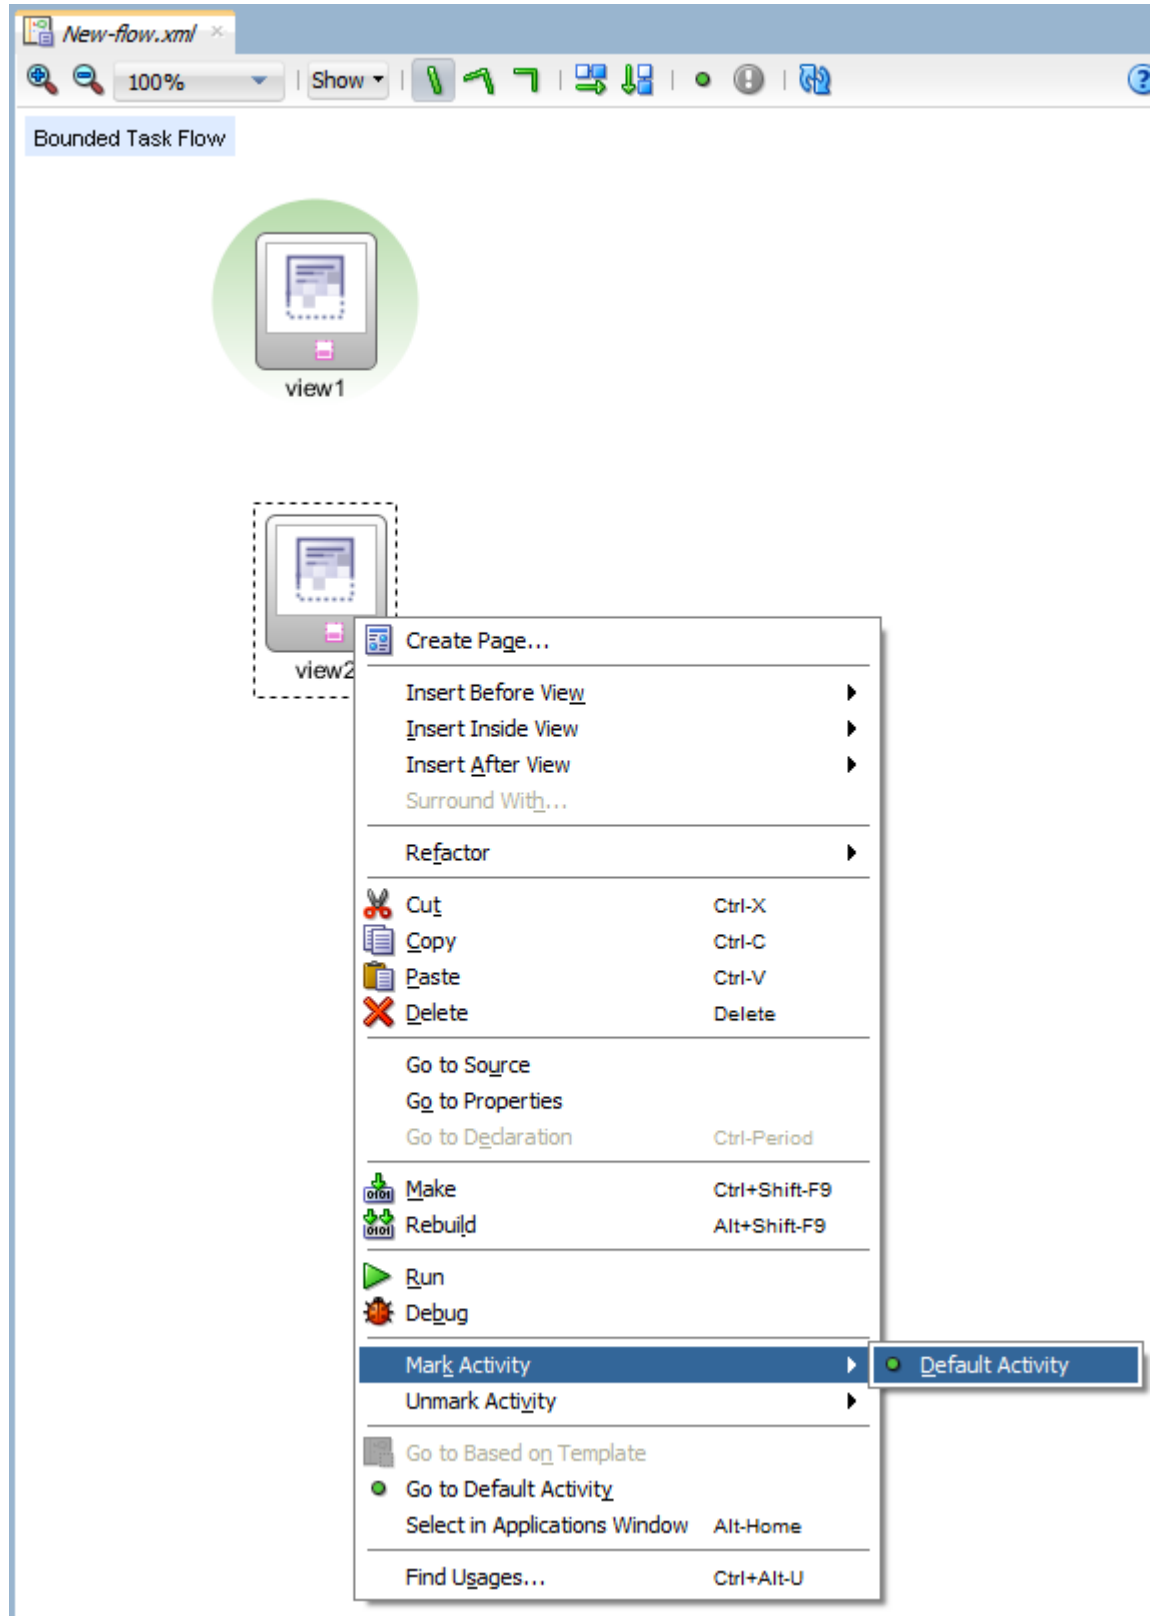 New-flow.xml
100% Show
Bounded Task Flow
view1
view2
Create Page...
Insert Before View
Insert Inside View
Insert After View
Surround With...
Refactor
Cut Ctrl-X
Copy Ctrl-C
Paste Ctrl-V
Delete Delete
Go to Source
Go to Properties
Go to Declaration Ctrl-Period
Make Ctrl+Shift-F9
Rebuild Alt+Shift-F9
Run
Debug
Mark Activity Default Activity
Unmark Activity
Go to Based on Template
Go to Default Activity
Select in Applications Window Alt-Home
Find Usages... Ctrl+Alt-U